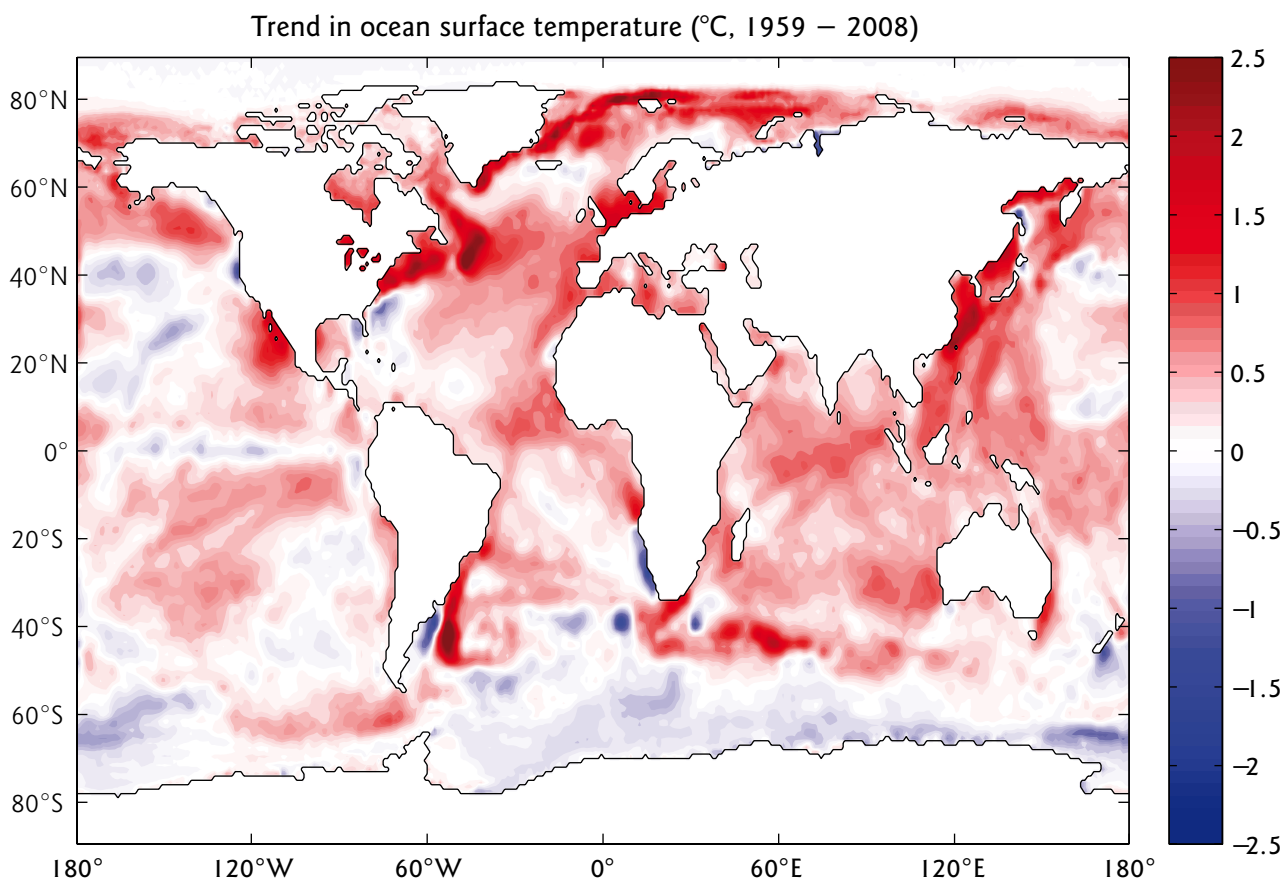 Trend in ocean surface temperature (°C, 1959 – 2008)
80°N
60°N
40°N
20°N
0°
20°S
40°S
60°S
80°S
180°
120°W
60°W
0°
60°E
120°E
180°
2.5
2
1.5
1
0.5
0
–0.5
–1
–1.5
–2
–2.5